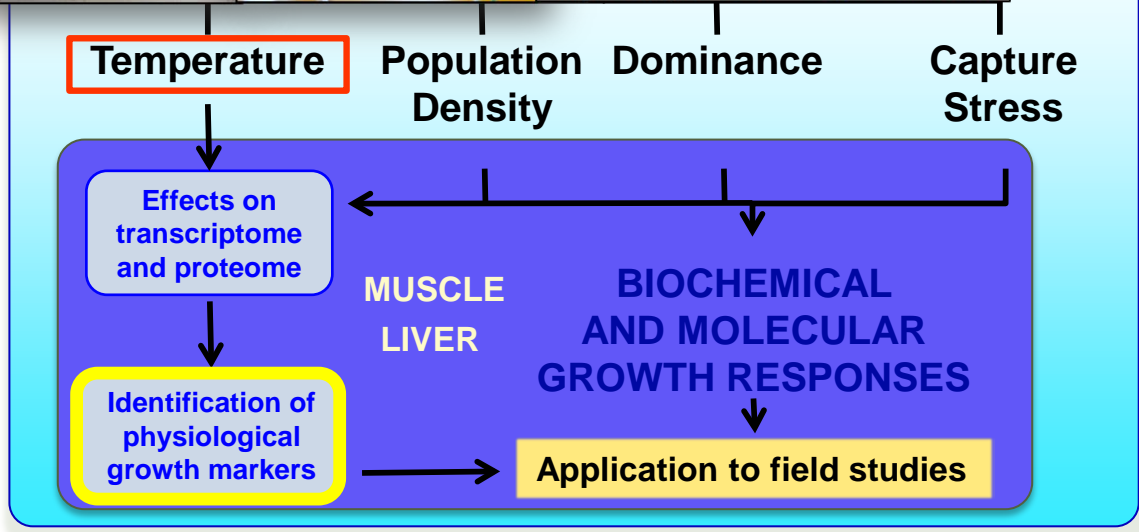 Temperature
Population
Density
Dominance
Capture
Stress
Effects on
transcriptome
and proteome
MUSCLE
LIVER
BIOCHEMICAL
AND MOLECULAR
GROWTH RESPONSES
Identification of
physiological
growth markers
Application to field studies